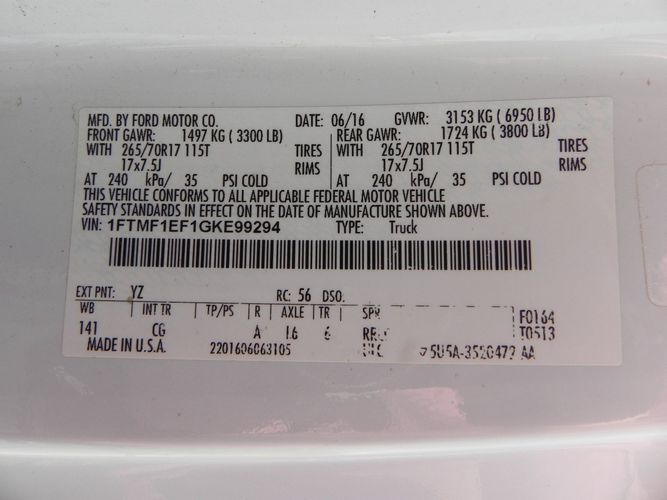 MFD. BY FORD MOTOR CO. DATE: 06/16 GVWR: 3153 KG ( 6950 LB)
FRONT GAWR: 1497 KG ( 3300 LB) REAR GAWR: 1724 KG ( 3800 LB)
WITH 265/70R17 115T TIRES WITH 265/70R17 115T TIRES
17x7.5J RIMS 17x7.5J RIMS
AT 240 kPa/ 35 PSI COLD AT 240 kPa/ 35 PSI COLD
THIS VEHICLE CONFORMS TO ALL APPLICABLE FEDERAL MOTOR VEHICLE
SAFETY STANDARDS IN EFFECT ON THE DATE OF MANUFACTURE SHOWN ABOVE.
VIN: 1FTMF1EF1GKE99294 TYPE: Truck
EXT PNT: YZ RC: 56 DSO:
WB INT TR TP/PS R AXLE TR SPR F0164
141 CG A L6 6 T0513
MADE IN U.S.A. 2201606063105